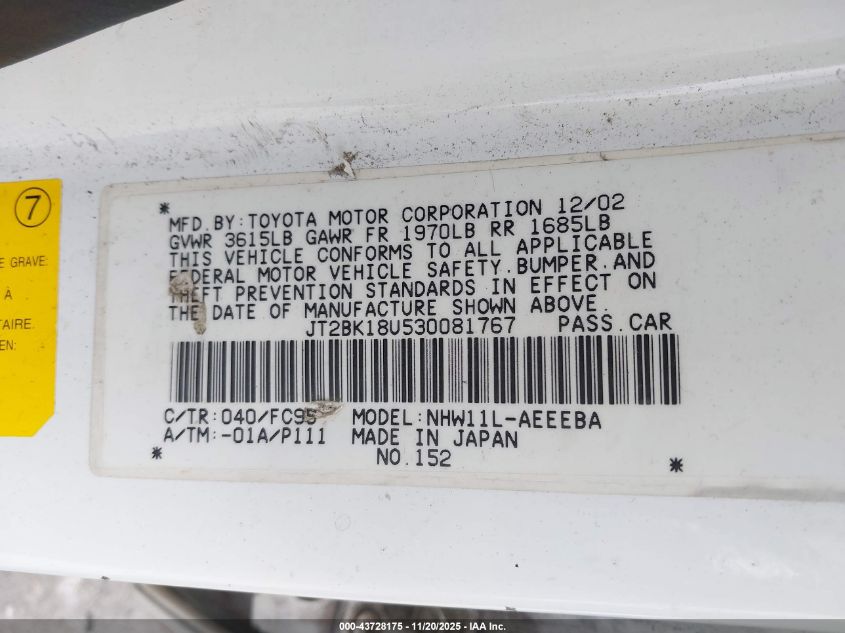 7
E GRAVE.
À
TAIRE.
EN:
* MFD.BY:TOYOTA MOTOR CORPORATION 12/02
GVWR 3615LB GAWR FR 1970LB RR 1685LB
THIS VEHICLE CONFORMS TO ALL APPLICABLE
FEDERAL MOTOR VEHICLE SAFETY.BUMPER.AND
THEFT PREVENTION STANDARDS IN EFFECT ON
THE DATE OF MANUFACTURE SHOWN ABOVE.
JT2BK18U530081767 PASS.CAR
C/TR:040/FC95 MODEL:NHW11L-AEEEBA
A/TM:-01A/P111 MADE IN JAPAN
* NO.152 *
000-43728175 - 11/20/2025 - IAA Inc.